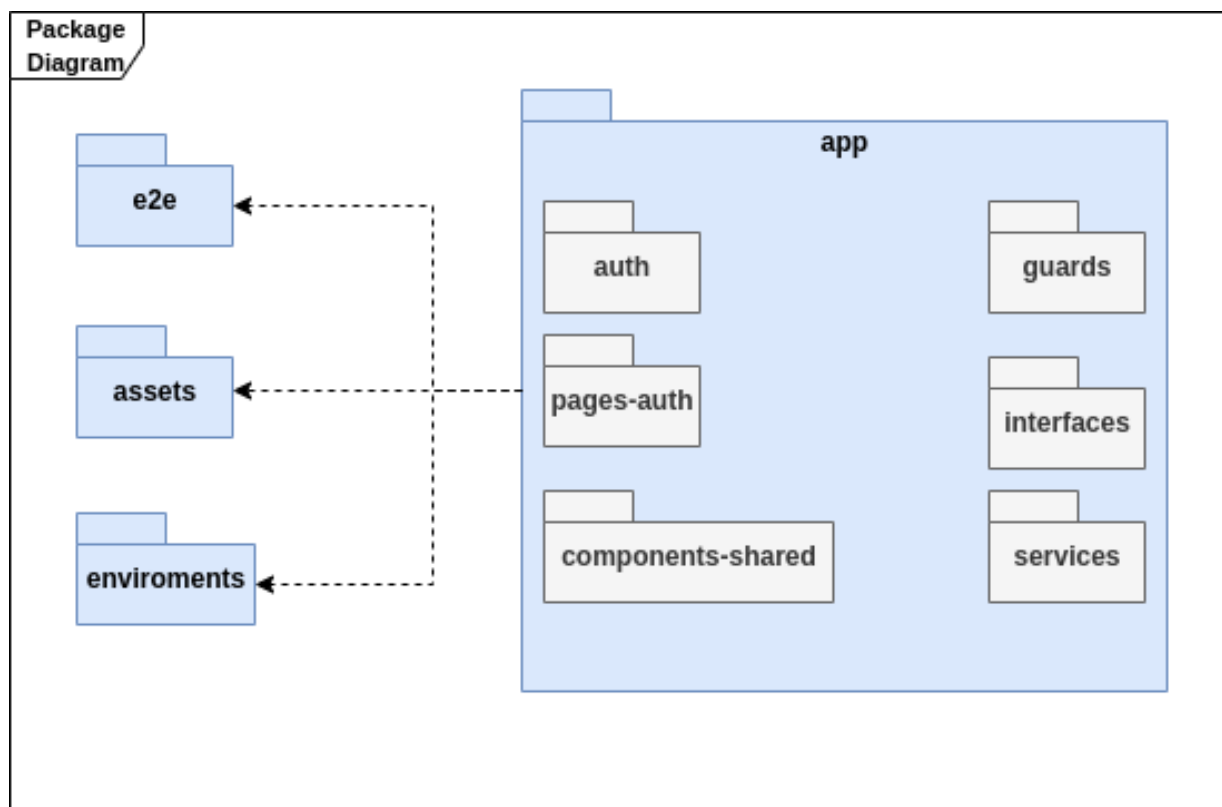 Package
Diagram
app
e2e
auth
guards
assets
pages-auth
interfaces
enviroments
components-shared
services